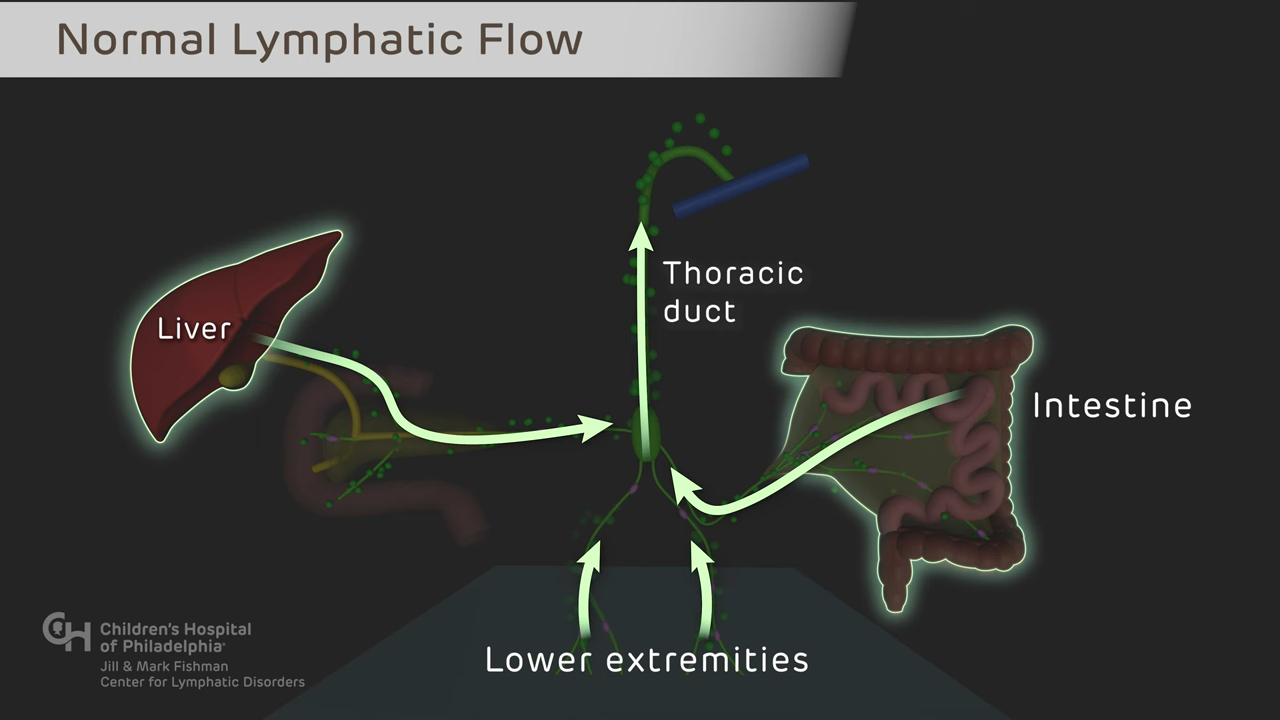 Normal Lymphatic Flow
Thoracic
duct
Liver
Intestine
Lower extremities
CH
Children's Hospital
of Philadelphia
Jill & Mark Fishman
Center for Lymphatic Disorders